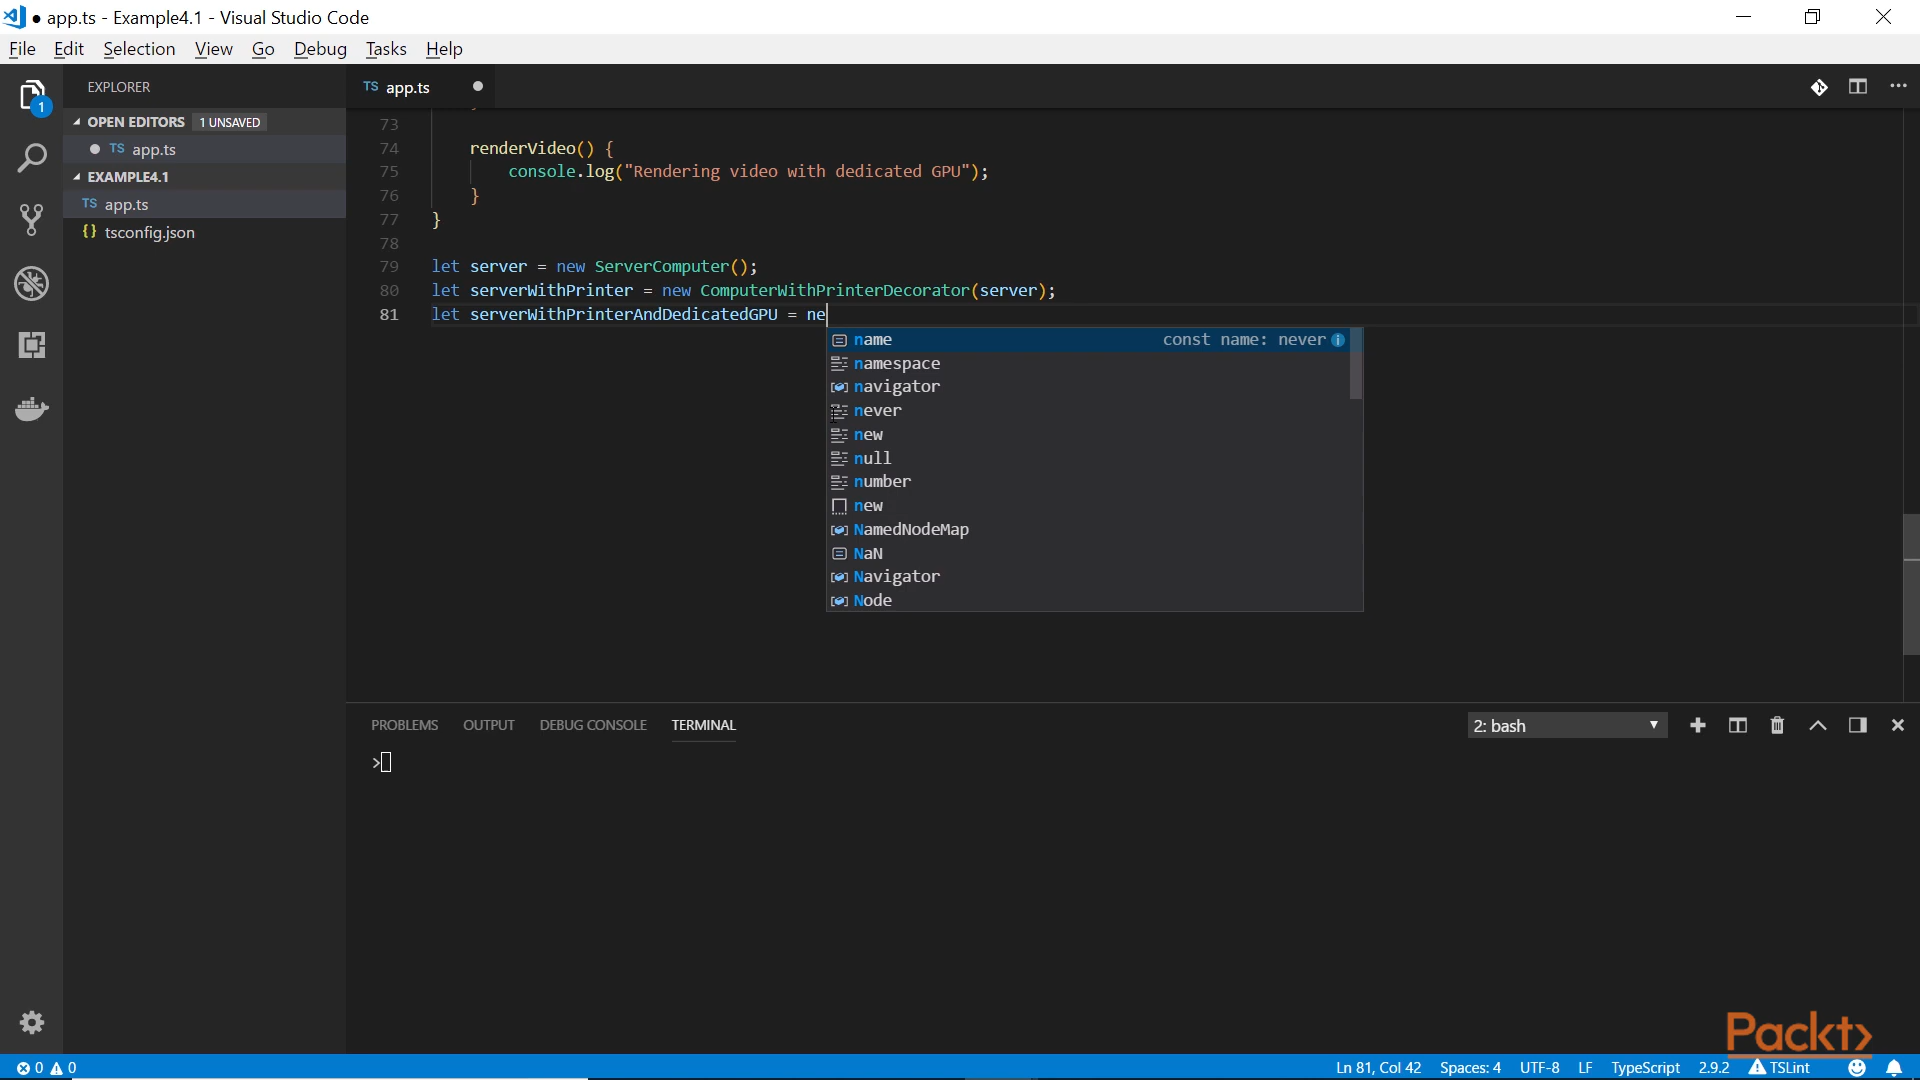 app.ts - Example4.1 - Visual Studio Code
File Edit Selection View Go Debug Tasks Help
EXPLORER
TS app.ts
1
OPEN EDITORS 1 UNSAVED
TS app.ts
EXAMPLE4.1
TS app.ts
{} tsconfig.json
73
74 renderVideo() {
75 console.log("Rendering video with dedicated GPU");
76 }
77 }
78
79 let server = new ServerComputer();
80 let serverWithPrinter = new ComputerWithPrinterDecorator(server);
81 let serverWithPrinterAndDedicatedGPU = ne
name const name: never
namespace
navigator
never
new
null
number
new
NamedNodeMap
NaN
Navigator
Node
PROBLEMS OUTPUT DEBUG CONSOLE TERMINAL 2: bash
>
Packt>
0 0 Ln 81, Col 42 Spaces: 4 UTF-8 LF TypeScript 2.9.2 TSLint